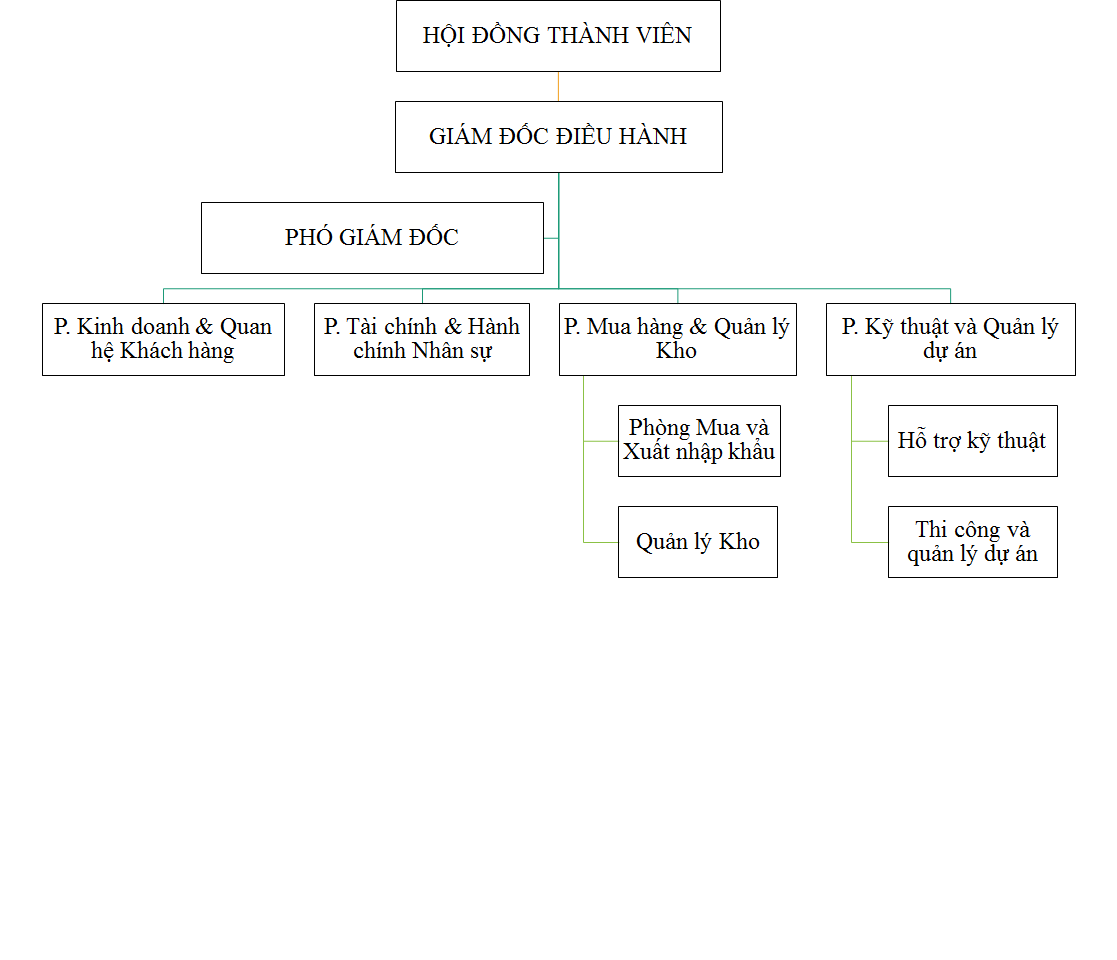 HỘI ĐỒNG THÀNH VIÊN
GIÁM ĐỐC ĐIỀU HÀNH
PHÓ GIÁM ĐỐC
P. Kinh doanh & Quan
hệ Khách hàng
P. Tài chính & Hành
chính Nhân sự
P. Mua hàng & Quản lý
Kho
P. Kỹ thuật và Quản lý
dự án
Phòng Mua và
Xuất nhập khẩu
Quản lý Kho
Hỗ trợ kỹ thuật
Thi công và
quản lý dự án